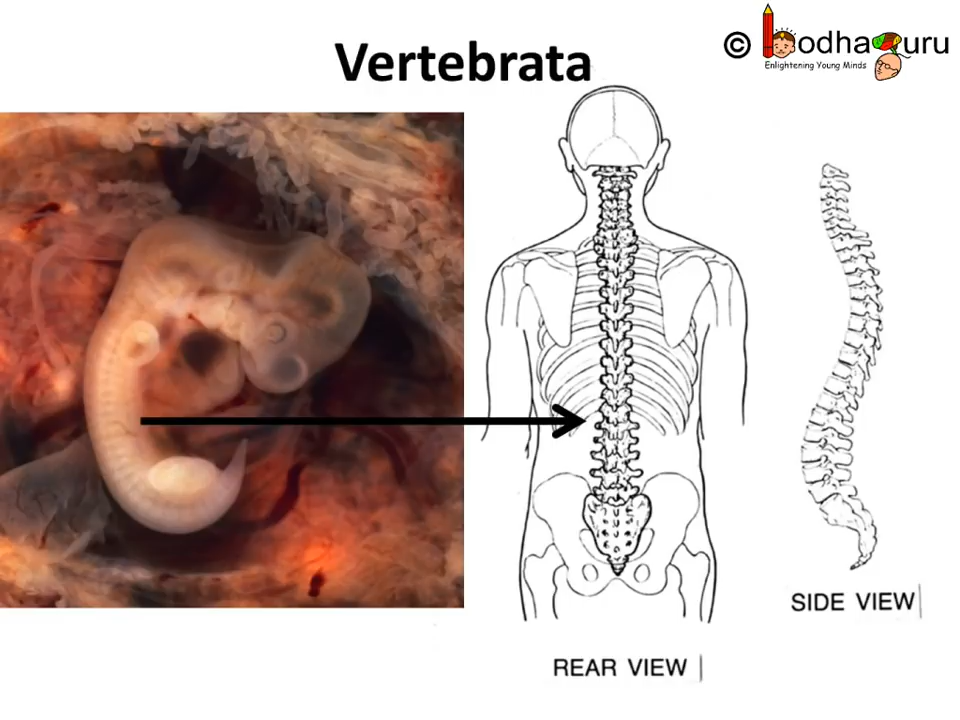 Vertebrata
© BodhaGuru
Enlightening Young Minds
SIDE VIEW
REAR VIEW